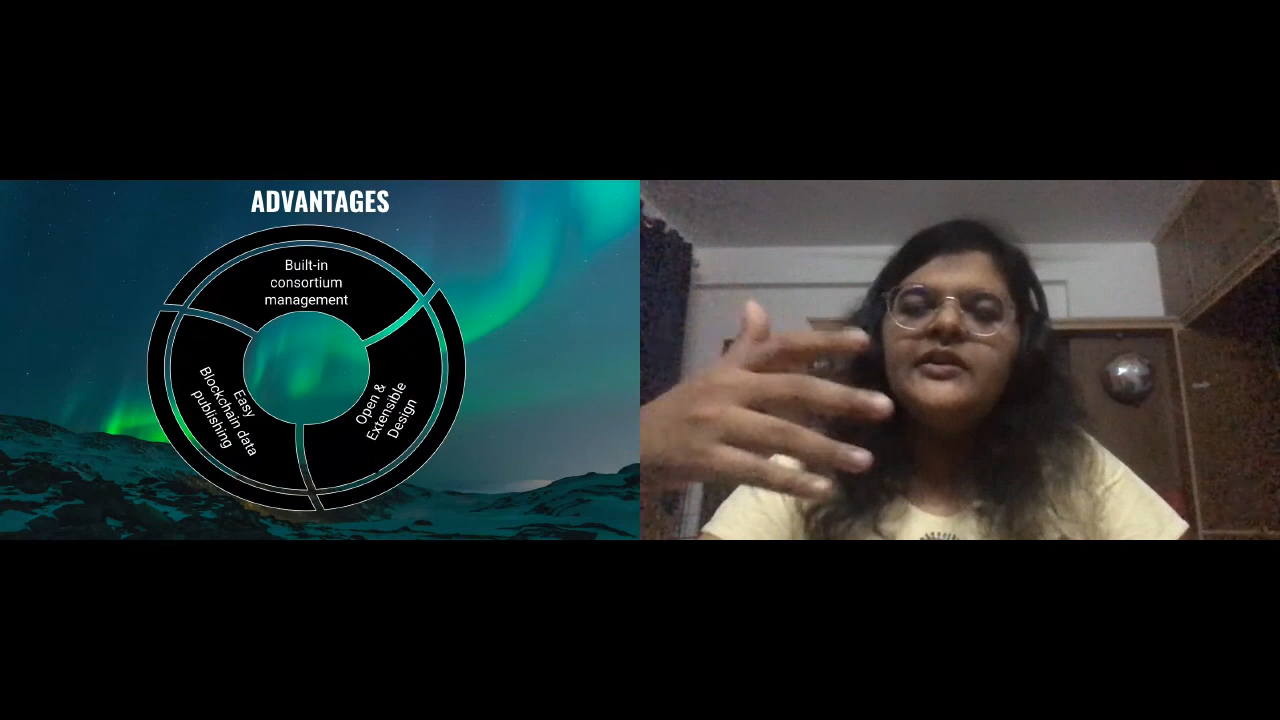 ADVANTAGES
Built-in
consortium
management
Easy
Blockchain data
publishing
Open &
Extensible
Design